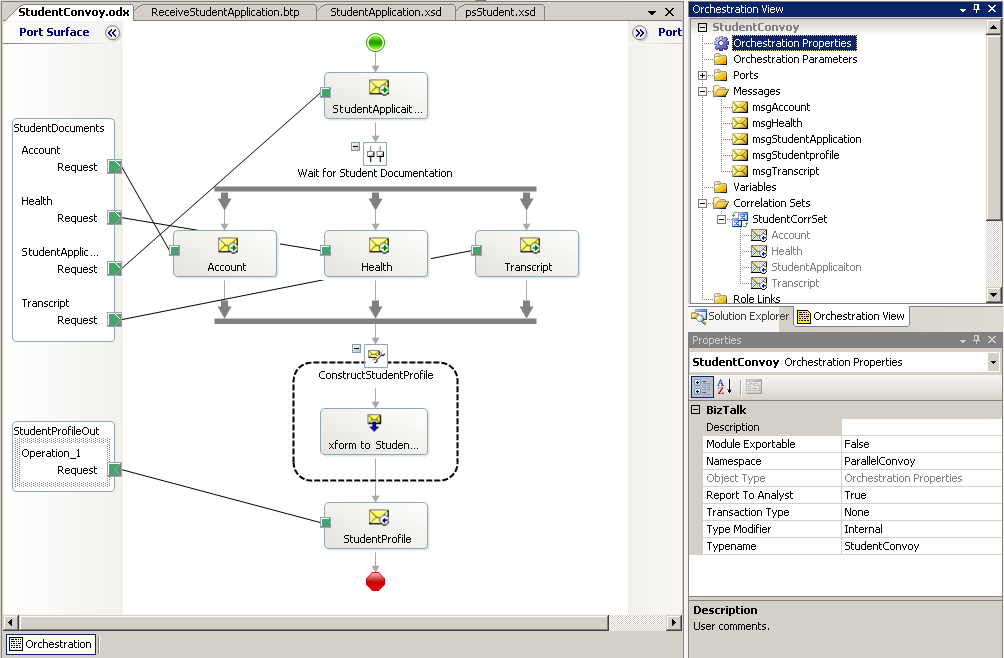 StudentConvoy.odx
ReceiveStudentApplication.btp
StudentApplication.xsd
psStudent.xsd
Port Surface
Port
StudentDocuments
Account
Request
Health
Request
StudentApplic...
Request
Transcript
Request
StudentProfileOut
Operation_1
Request
StudentApplicait ...
Wait for Student Documentation
Account
Health
Transcript
ConstructStudentProfile
xform to Studen...
StudentProfile
Orchestration
Orchestration View
StudentConvoy
Orchestration Properties
Orchestration Parameters
Ports
Messages
msgAccount
msgHealth
msgStudentApplication
msgStudentprofile
msgTranscript
Variables
Correlation Sets
StudentCorrSet
Account
Health
StudentApplicaiton
Transcript
Role Links
Solution Explorer
Orchestration View
Properties
StudentConvoy Orchestration Properties
BizTalk
Description
Module Exportable False
Namespace ParallelConvoy
Object Type Orchestration Properties
Report To Analyst True
Transaction Type None
Type Modifier Internal
Typename StudentConvoy
Description
User comments.